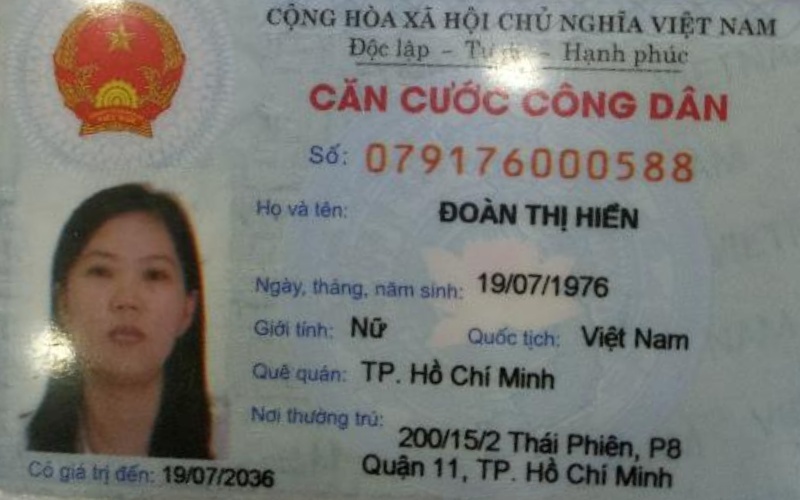 CỘNG HÒA XÃ HỘI CHỦ NGHĨA VIỆT NAM
Độc lập - Tự do - Hạnh phúc
CĂN CƯỚC CÔNG DÂN
Số: 079176000588
Họ và tên: ĐOÀN THỊ HIỀN
Ngày, tháng, năm sinh: 19/07/1976
Giới tính: Nữ Quốc tịch: Việt Nam
Quê quán: TP. Hồ Chí Minh
Nơi thường trú: 200/15/2 Thái Phiên, P8
Quận 11, TP. Hồ Chí Minh
Có giá trị đến: 19/07/2036